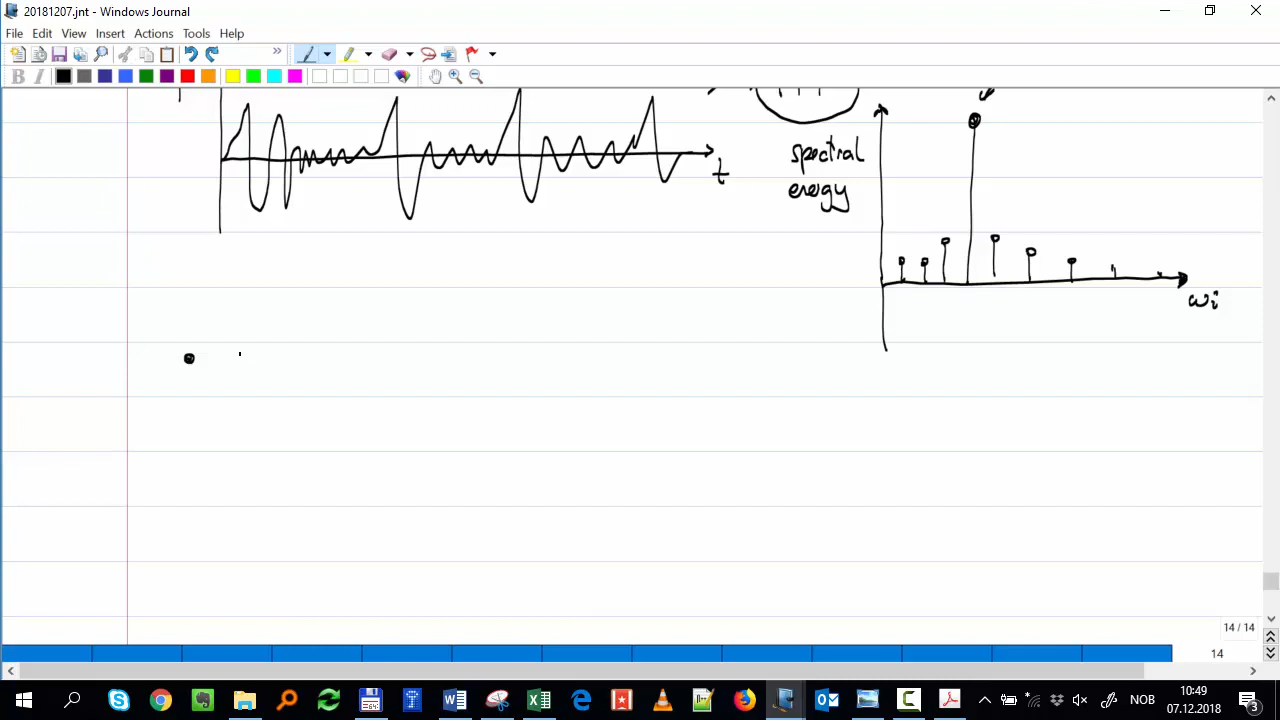 20181207.jnt - Windows Journal
File Edit View Insert Actions Tools Help
B I
t
spectral
energy
ωi
14 / 14
14
NOB
10:49
07.12.2018
3